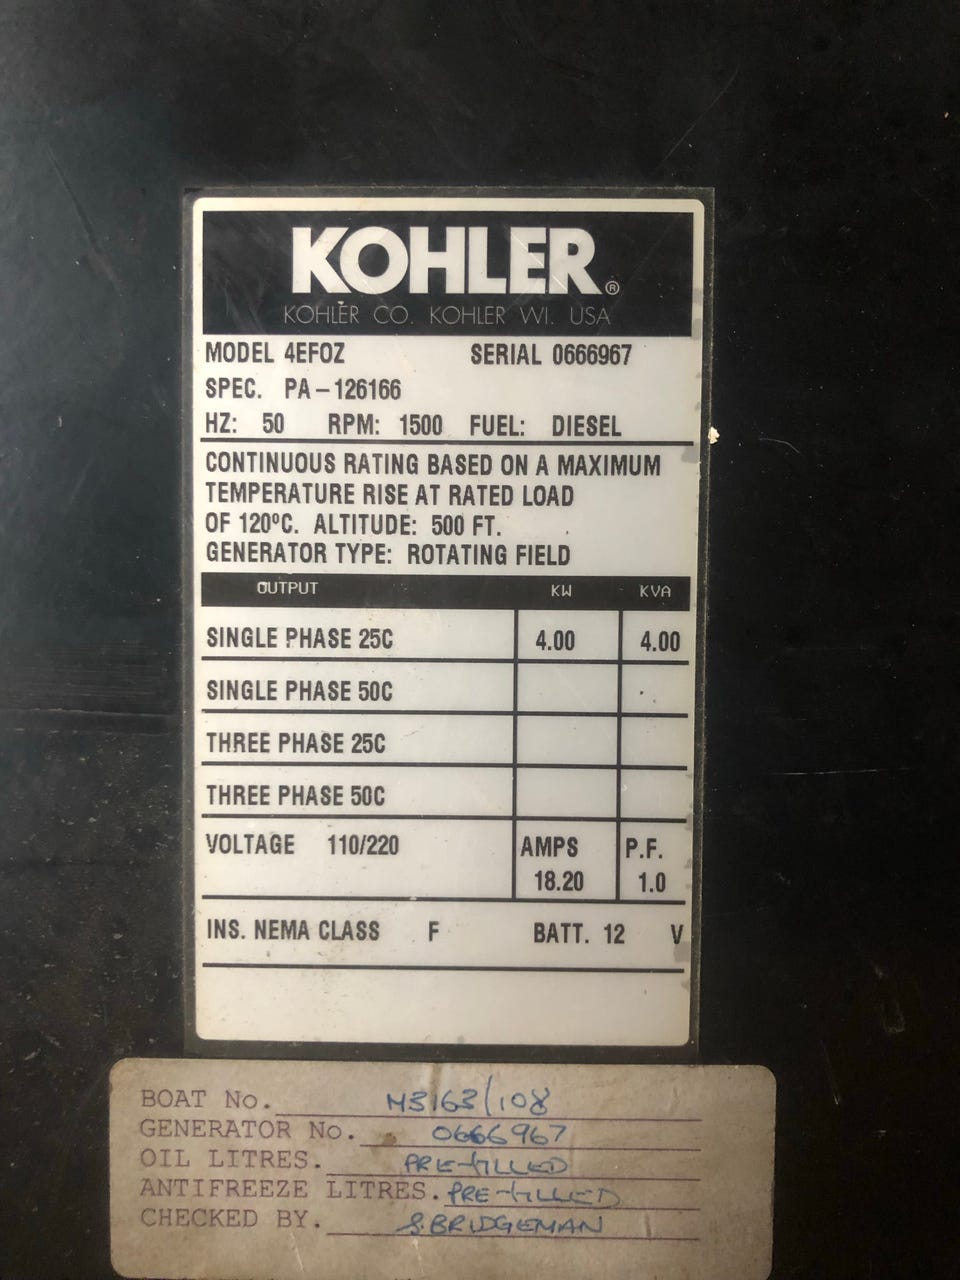 KOHLER®
KOHLER CO. KOHLER WI. USA
MODEL 4EFOZ SERIAL 0666967
SPEC. PA-126166
HZ: 50 RPM: 1500 FUEL: DIESEL
CONTINUOUS RATING BASED ON A MAXIMUM
TEMPERATURE RISE AT RATED LOAD
OF 120ºC. ALTITUDE: 500 FT.
GENERATOR TYPE: ROTATING FIELD
OUTPUT KW KVA
SINGLE PHASE 25C 4.00 4.00
SINGLE PHASE 50C
THREE PHASE 25C
THREE PHASE 50C
VOLTAGE 110/220 AMPS P.F.
18.20 1.0
INS. NEMA CLASS F BATT. 12 V
BOAT No. M3163/108
GENERATOR No. 0666967
OIL LITRES. PRE-FILLED
ANTIFREEZE LITRES. PRE-FILLED
CHECKED BY. S.BRIDGEMAN